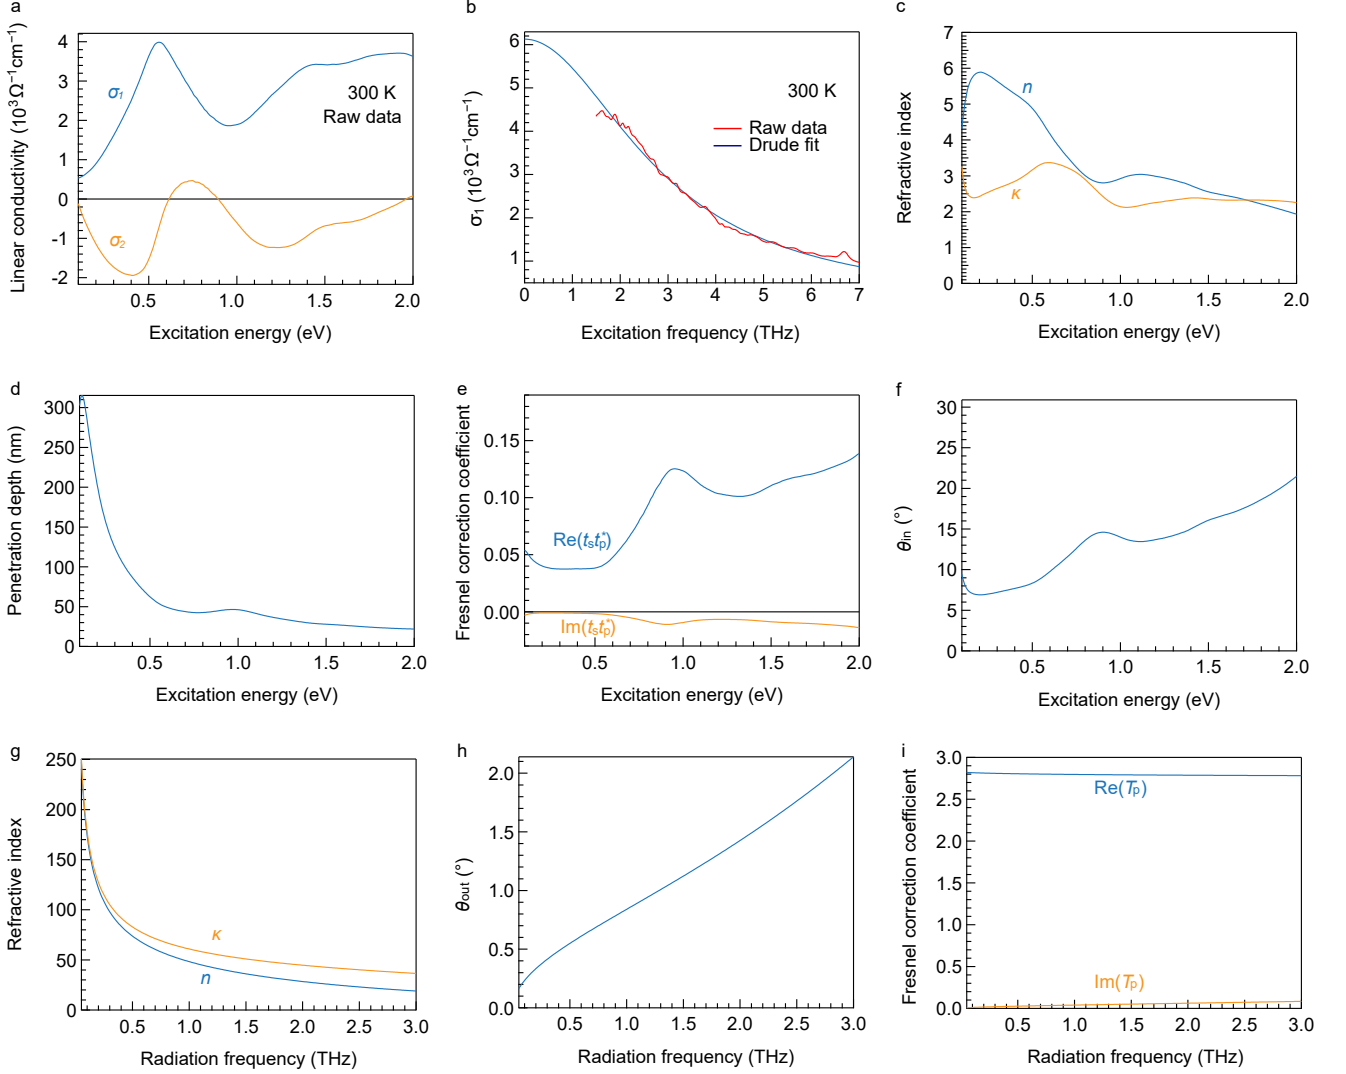 a
Linear conductivity (10³Ω⁻¹cm⁻¹)
4
3
2
1
0
-1
-2
σ₁
σ₂
300 K
Raw data
0.5
1.0
1.5
2.0
Excitation energy (eV)
b
σ₁ (10³Ω⁻¹cm⁻¹)
6
5
4
3
2
1
300 K
Raw data
Drude fit
0
1
2
3
4
5
6
7
Excitation frequency (THz)
c
Refractive index
7
6
5
4
3
2
1
0
n
κ
0.5
1.0
1.5
2.0
Excitation energy (eV)
d
Penetration depth (nm)
300
250
200
150
100
50
0
0.5
1.0
1.5
2.0
Excitation energy (eV)
e
Fresnel correction coefficient
0.15
0.10
0.05
0.00
Re(tₛtₚ*)
Im(tₛtₚ*)
0.5
1.0
1.5
2.0
Excitation energy (eV)
f
θin (°)
30
25
20
15
10
5
0
0.5
1.0
1.5
2.0
Excitation energy (eV)
g
Refractive index
250
200
150
100
50
0
κ
n
0.5
1.0
1.5
2.0
2.5
3.0
Radiation frequency (THz)
h
θout (°)
2.0
1.5
1.0
0.5
0.0
0.5
1.0
1.5
2.0
2.5
3.0
Radiation frequency (THz)
i
Fresnel correction coefficient
3.0
2.5
2.0
1.5
1.0
0.5
0.0
Re(Tₚ)
Im(Tₚ)
0.5
1.0
1.5
2.0
2.5
3.0
Radiation frequency (THz)